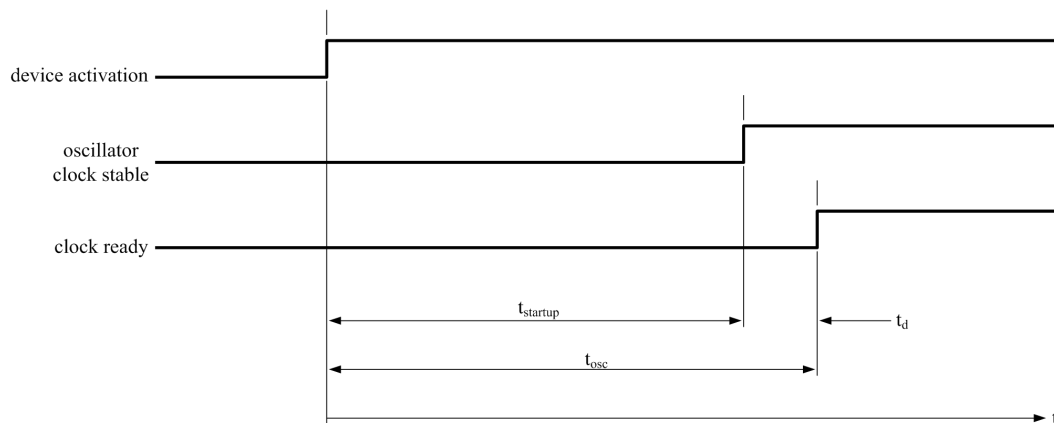 device activation
oscillator
clock stable
clock ready
tstartup
td
tosc
t